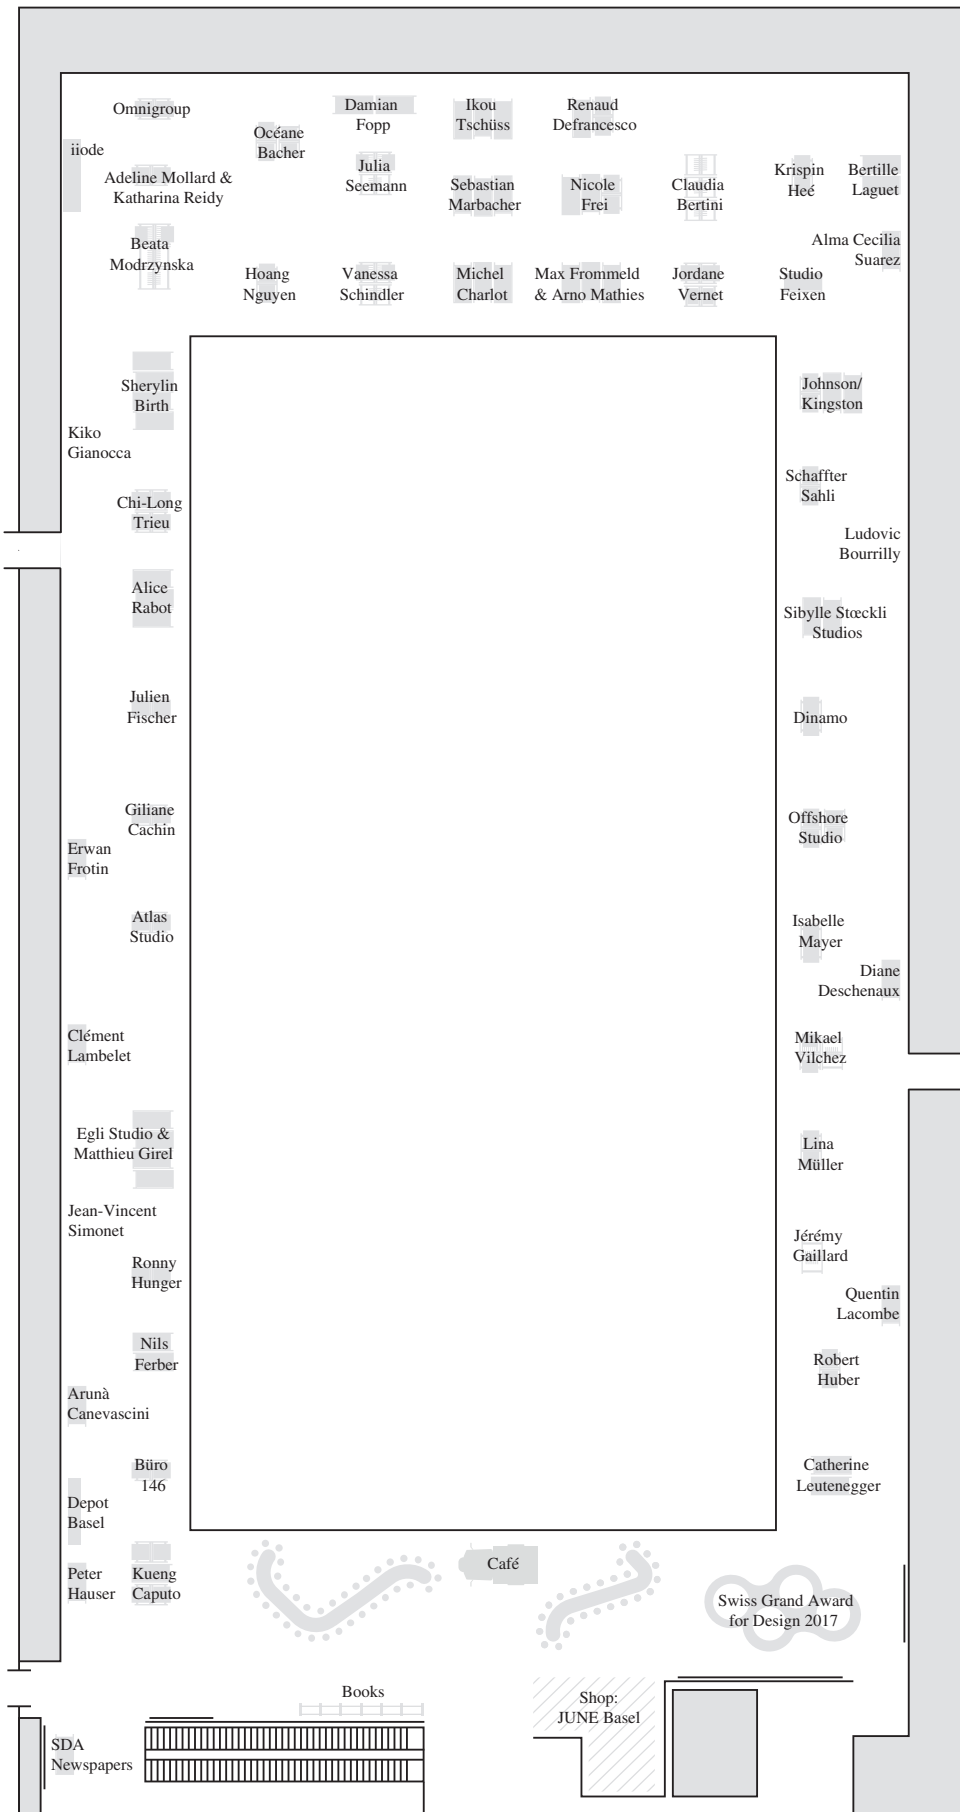 Omnigroup
Damian
Fopp
Ikou
Tschüss
Renaud
Defrancesco
Océane
Bacher
iiode
Adeline Mollard &
Katharina Reidy
Julia
Seemann
Sebastian
Marbacher
Nicole
Frei
Claudia
Bertini
Krispin
Heé
Bertille
Laguet
Beata
Modrzynska
Alma Cecilia
Suarez
Hoang
Nguyen
Vanessa
Schindler
Michel
Charlot
Max Frommeld
& Arno Mathies
Jordane
Vernet
Studio
Feixen
Sherylin
Birth
Johnson/
Kingston
Kiko
Gianocca
Chi-Long
Trieu
Schaffter
Sahli
Ludovic
Bourrilly
Alice
Rabot
Sibylle Stœckli
Studios
Julien
Fischer
Dinamo
Giliane
Cachin
Offshore
Studio
Erwan
Frotin
Atlas
Studio
Isabelle
Mayer
Diane
Deschenaux
Clément
Lambelet
Mikael
Vilchez
Egli Studio &
Matthieu Girel
Lina
Müller
Jean-Vincent
Simonet
Jérémy
Gaillard
Ronny
Hunger
Quentin
Lacombe
Nils
Ferber
Robert
Huber
Arunà
Canevascini
Büro
146
Catherine
Leutenegger
Depot
Basel
Peter
Hauser
Kueng
Caputo
Café
Swiss Grand Award
for Design 2017
Books
Shop:
JUNE Basel
SDA
Newspapers